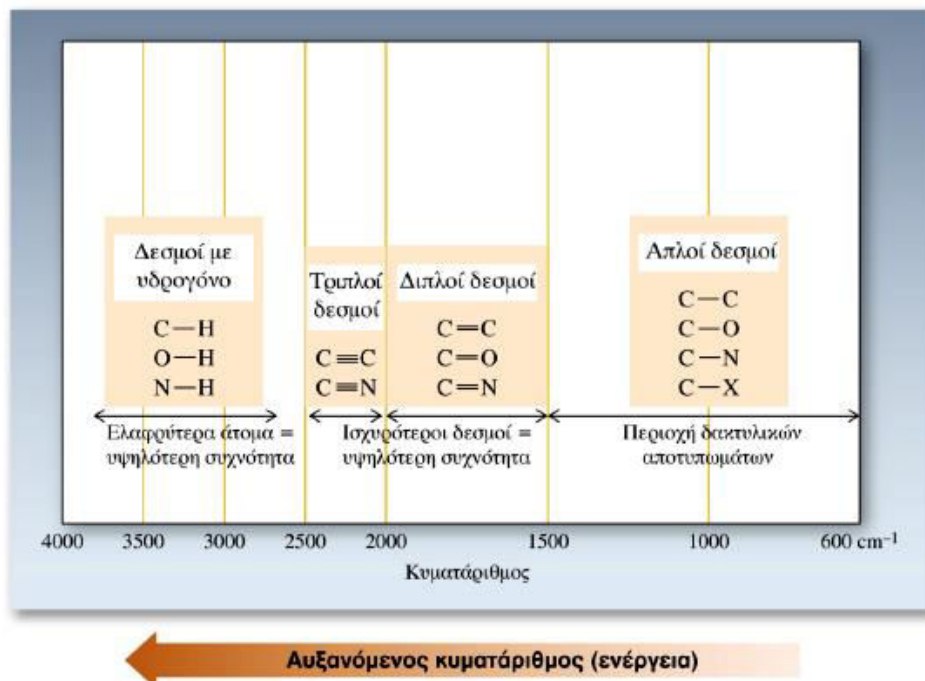 Δεσμοί με
υδρογόνο
C—H
O—H
N—H
Τριπλοί
δεσμοί
C≡C
C≡N
Διπλοί δεσμοί
C=C
C=O
C=N
Απλοί δεσμοί
C—C
C—O
C—N
C—X
Ελαφρύτερα άτομα =
υψηλότερη συχνότητα
Ισχυρότεροι δεσμοί =
υψηλότερη συχνότητα
Περιοχή δακτυλικών
αποτυπωμάτων
4000 3500 3000 2500 2000 1500 1000 600 cm⁻¹
Κυματάριθμος
Αυξανόμενος κυματάριθμος (ενέργεια)